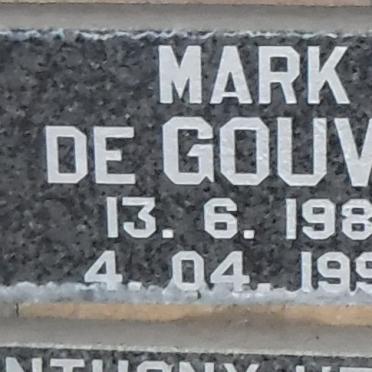 MARK
DE GOUV
13. 6. 198
4. 04. 199